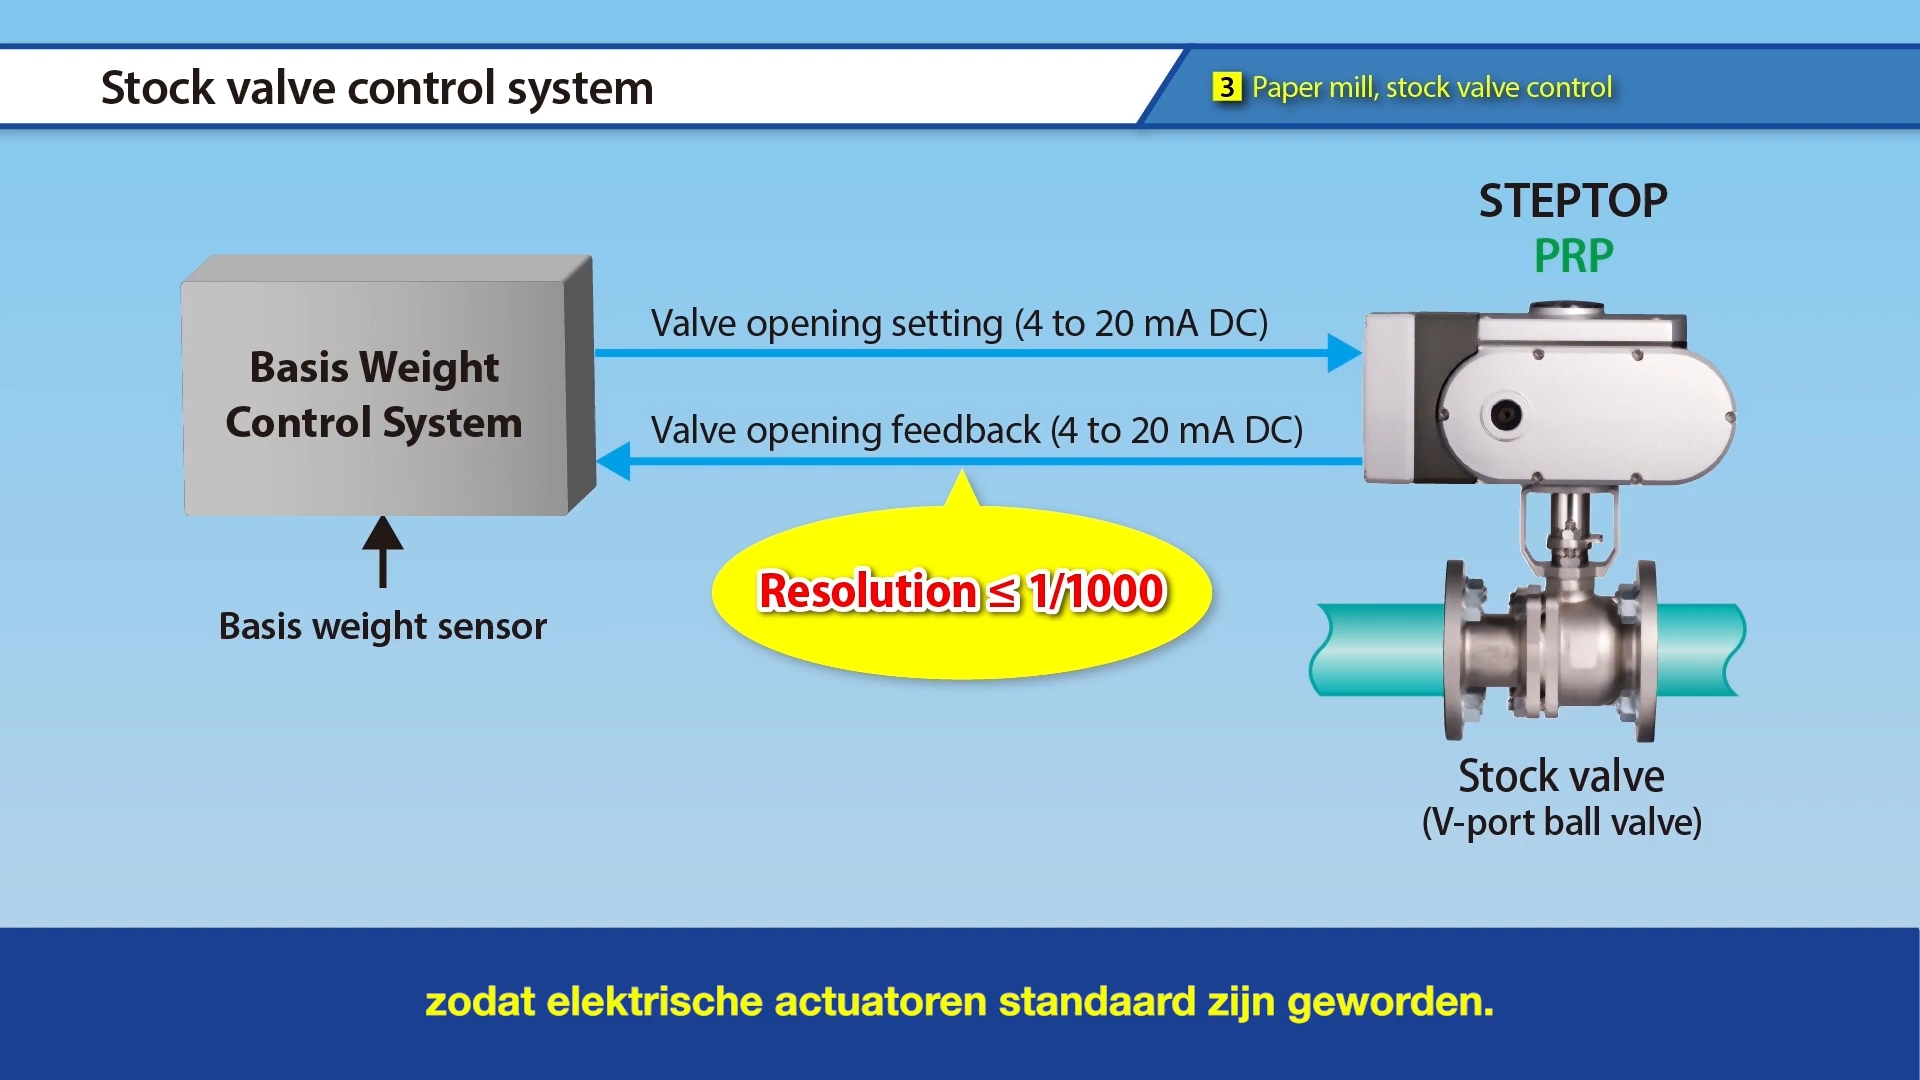 Stock valve control system
3 Paper mill, stock valve control
STEPTOP
PRP
Valve opening setting (4 to 20 mA DC)
Basis Weight
Control System
Valve opening feedback (4 to 20 mA DC)
Resolution ≤ 1/1000
Basis weight sensor
Stock valve
(V-port ball valve)
zodat elektrische actuatoren standaard zijn geworden.